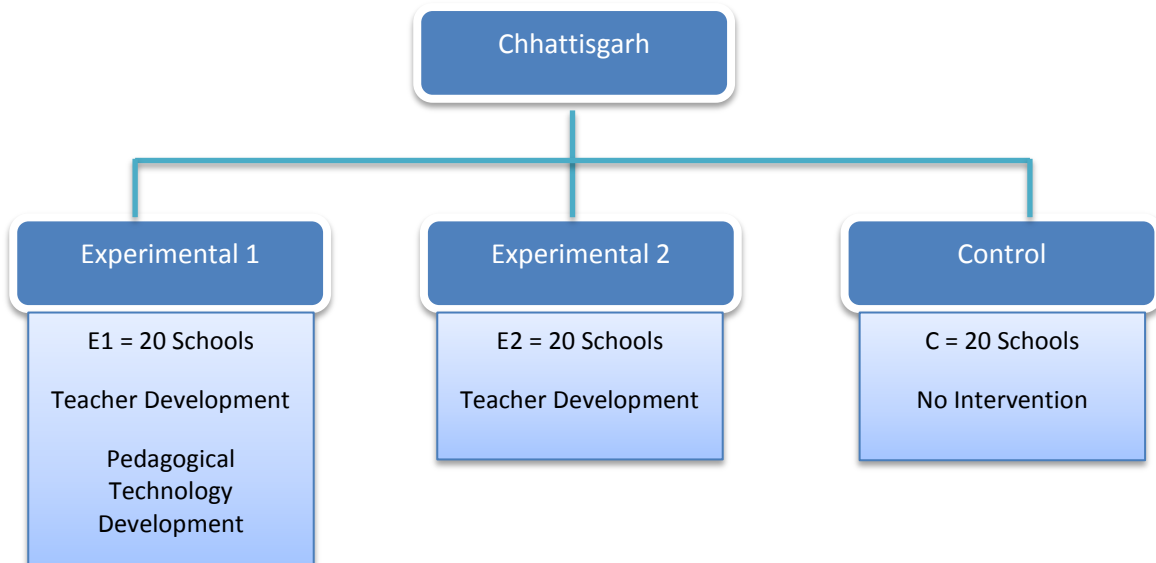 Chhattisgarh
Experimental 1
E1 = 20 Schools
Teacher Development
Pedagogical
Technology
Development
Experimental 2
E2 = 20 Schools
Teacher Development
Control
C = 20 Schools
No Intervention